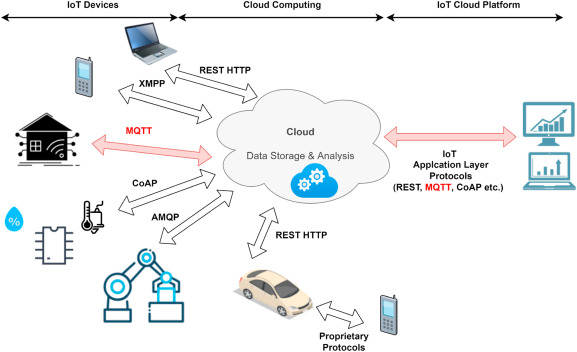 IoT Devices
Cloud Computing
IoT Cloud Platform
REST HTTP
XMPP
MQTT
Cloud
Data Storage & Analysis
IoT
Applcation Layer
Protocols
(REST, MQTT, CoAP etc.)
CoAP
%
AMQP
REST HTTP
Proprietary
Protocols